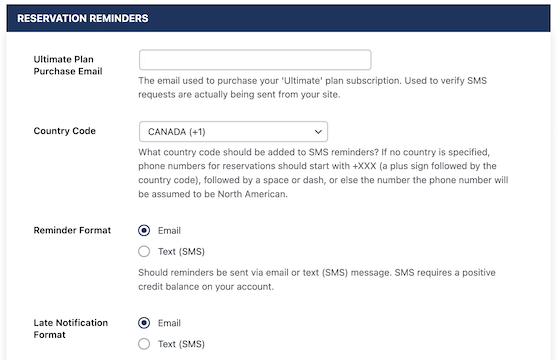 RESERVATION REMINDERS
Ultimate Plan
Purchase Email
The email used to purchase your 'Ultimate' plan subscription. Used to verify SMS
requests are actually being sent from your site.
Country Code
CANADA (+1)
What country code should be added to SMS reminders? If no country is specified,
phone numbers for reservations should start with +XXX (a plus sign followed by the
country code), followed by a space or dash, or else the number the phone number will
be assumed to be North American.
Reminder Format
Email
Text (SMS)
Should reminders be sent via email or text (SMS) message. SMS requires a positive
credit balance on your account.
Late Notification
Format
Email
Text (SMS)